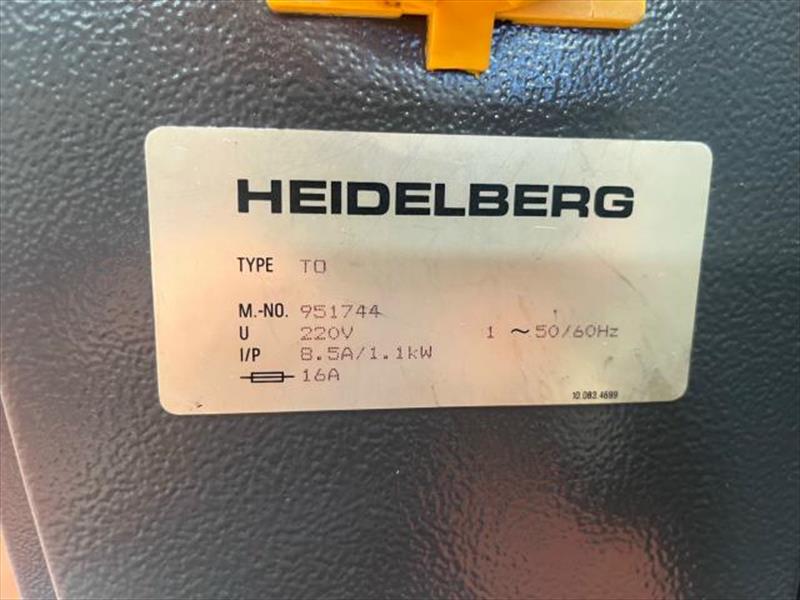 HEIDELBERG
TYPE TO
M.-NO. 951744
U 220V 1 ~ 50/60Hz
I/P 8.5A/1.1kW
16A
10.083.4699